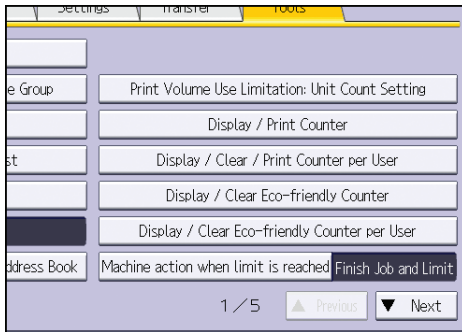 Settings Transfer Tools
e Group Print Volume Use Limitation: Unit Count Setting
Display / Print Counter
st Display / Clear / Print Counter per User
Display / Clear Eco-friendly Counter
Display / Clear Eco-friendly Counter per User
ddress Book Machine action when limit is reached Finish Job and Limit
1/5 ▲ Previous ▼ Next